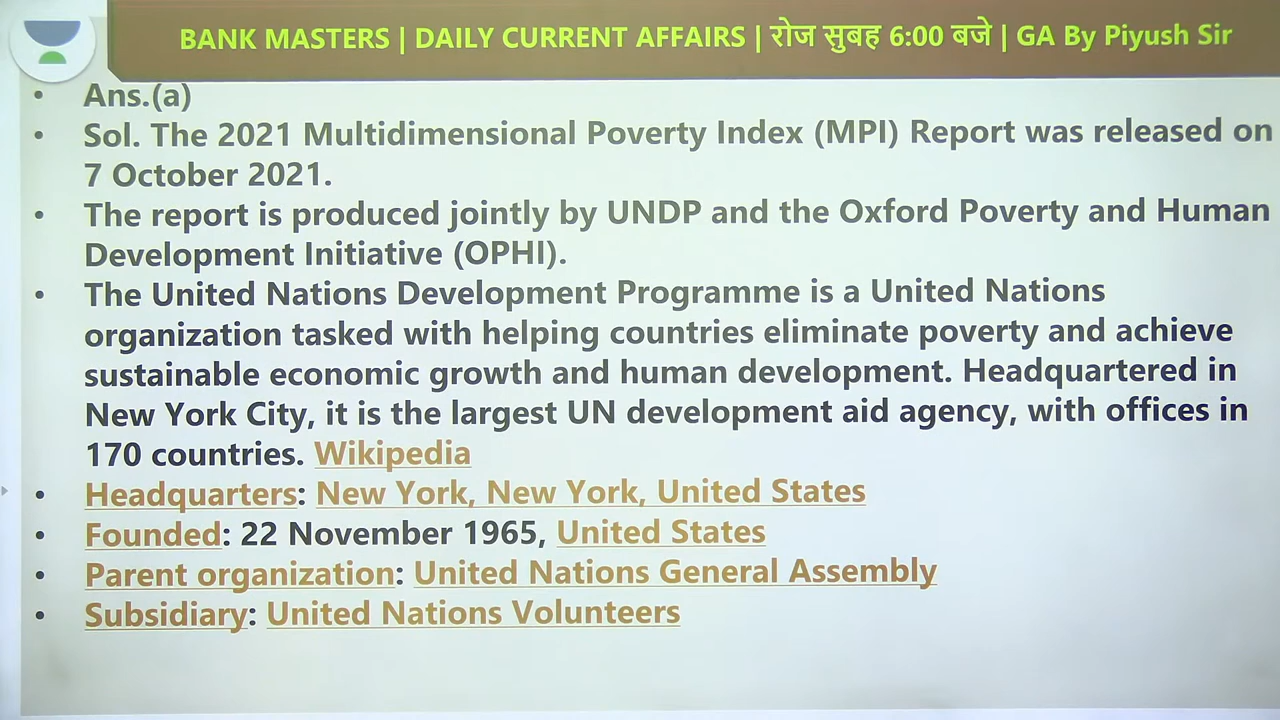 BANK MASTERS | DAILY CURRENT AFFAIRS | रोज सुबह 6:00 बजे | GA By Piyush Sir
• Ans.(a)
• Sol. The 2021 Multidimensional Poverty Index (MPI) Report was released on
7 October 2021.
• The report is produced jointly by UNDP and the Oxford Poverty and Human
Development Initiative (OPHI).
• The United Nations Development Programme is a United Nations
organization tasked with helping countries eliminate poverty and achieve
sustainable economic growth and human development. Headquartered in
New York City, it is the largest UN development aid agency, with offices in
170 countries. Wikipedia
• Headquarters: New York, New York, United States
• Founded: 22 November 1965, United States
• Parent organization: United Nations General Assembly
• Subsidiary: United Nations Volunteers